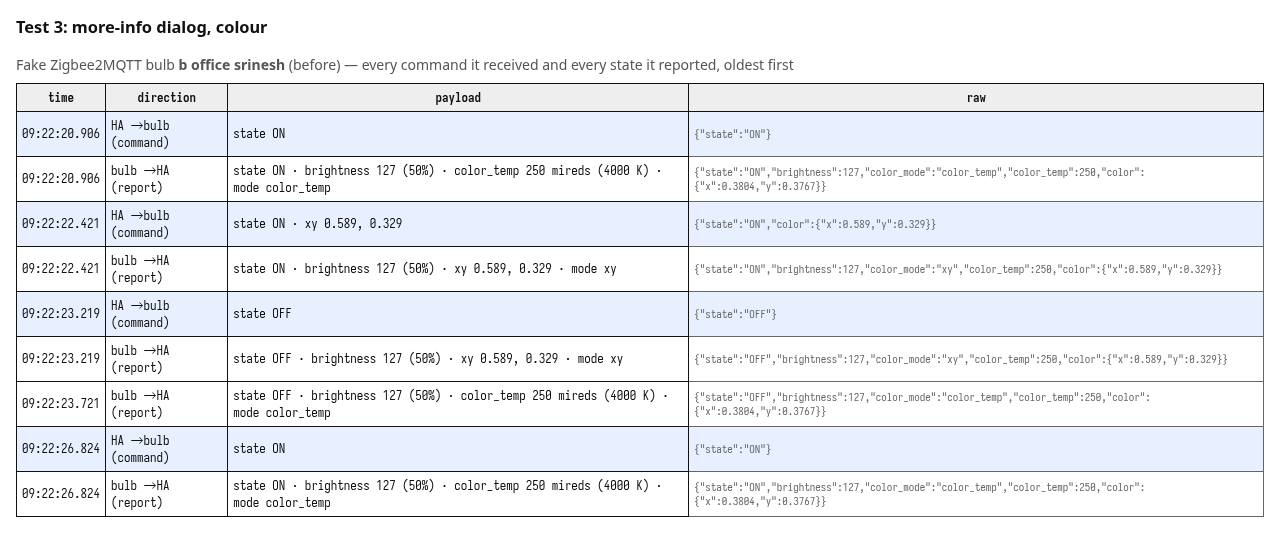 Test 3: more-info dialog, colour
Fake Zigbee2MQTT bulb b office srinesh (before) — every command it received and every state it reported, oldest first
time direction payload raw
09:22:20.906 HA →bulb (command) state ON {"state":"ON"}
09:22:20.906 bulb →HA (report) state ON · brightness 127 (50%) · color_temp 250 mireds (4000 K) · mode color_temp {"state":"ON","brightness":127,"color_mode":"color_temp","color_temp":250,"color":{"x":0.3804,"y":0.3767}}
09:22:22.421 HA →bulb (command) state ON · xy 0.589, 0.329 {"state":"ON","color":{"x":0.589,"y":0.329}}
09:22:22.421 bulb →HA (report) state ON · brightness 127 (50%) · xy 0.589, 0.329 · mode xy {"state":"ON","brightness":127,"color_mode":"xy","color_temp":250,"color":{"x":0.589,"y":0.329}}
09:22:23.219 HA →bulb (command) state OFF {"state":"OFF"}
09:22:23.219 bulb →HA (report) state OFF · brightness 127 (50%) · xy 0.589, 0.329 · mode xy {"state":"OFF","brightness":127,"color_mode":"xy","color_temp":250,"color":{"x":0.589,"y":0.329}}
09:22:23.721 bulb →HA (report) state OFF · brightness 127 (50%) · color_temp 250 mireds (4000 K) · mode color_temp {"state":"OFF","brightness":127,"color_mode":"color_temp","color_temp":250,"color":{"x":0.3804,"y":0.3767}}
09:22:26.824 HA →bulb (command) state ON {"state":"ON"}
09:22:26.824 bulb →HA (report) state ON · brightness 127 (50%) · color_temp 250 mireds (4000 K) · mode color_temp {"state":"ON","brightness":127,"color_mode":"color_temp","color_temp":250,"color":{"x":0.3804,"y":0.3767}}